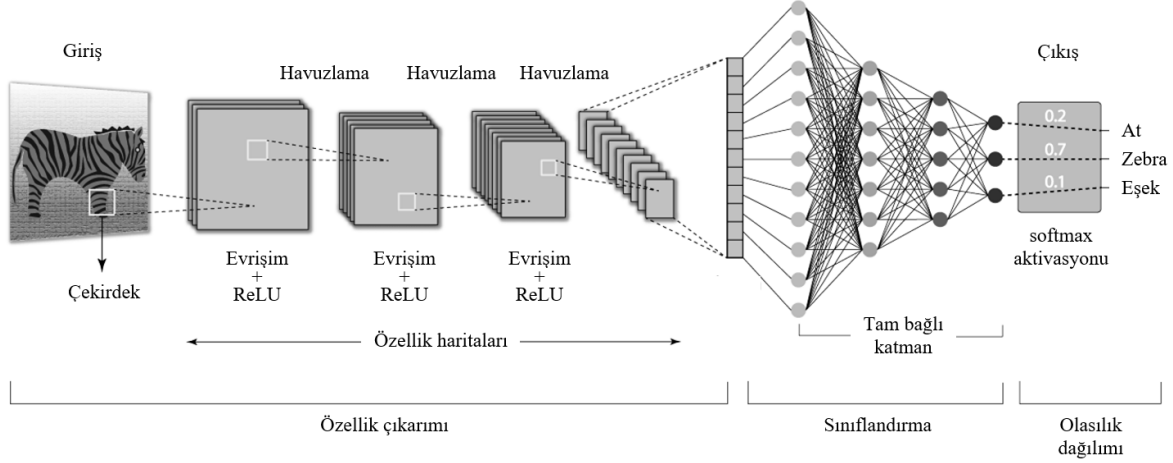 Giriş
Havuzlama
Havuzlama
Havuzlama
Çıkış
0.2
At
0.7
Zebra
0.1
Eşek
softmax
aktivasyonu
Çekirdek
Evrişim
+
ReLU
Evrişim
+
ReLU
Evrişim
+
ReLU
Özellik haritaları
Tam bağlı
katman
Özellik çıkarımı
Sınıflandırma
Olasılık
dağılımı